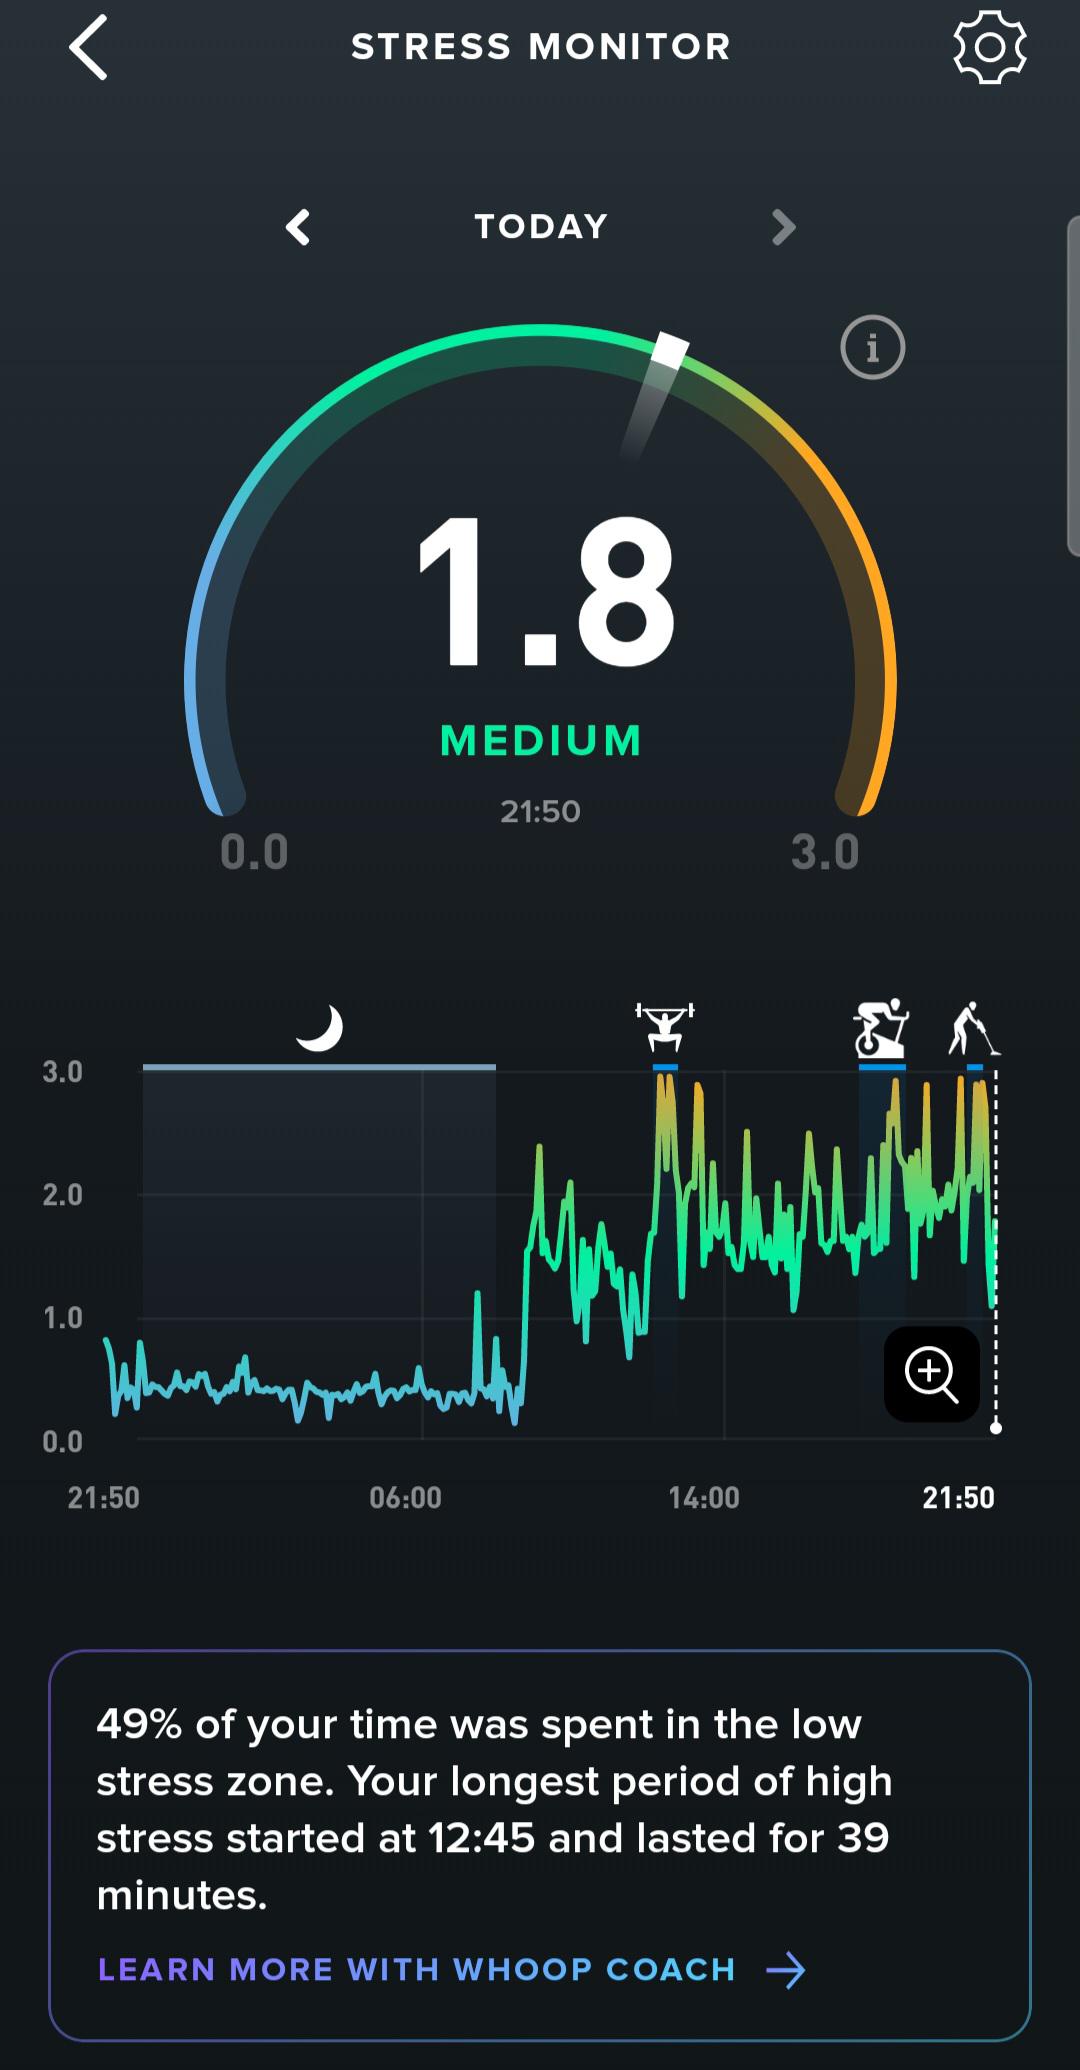 STRESS MONITOR
TODAY
i
1.8
MEDIUM
21:50
0.0 3.0
3.0
2.0
1.0
0.0
21:50 06:00 14:00 21:50
49% of your time was spent in the low
stress zone. Your longest period of high
stress started at 12:45 and lasted for 39
minutes.
LEARN MORE WITH WHOOP COACH